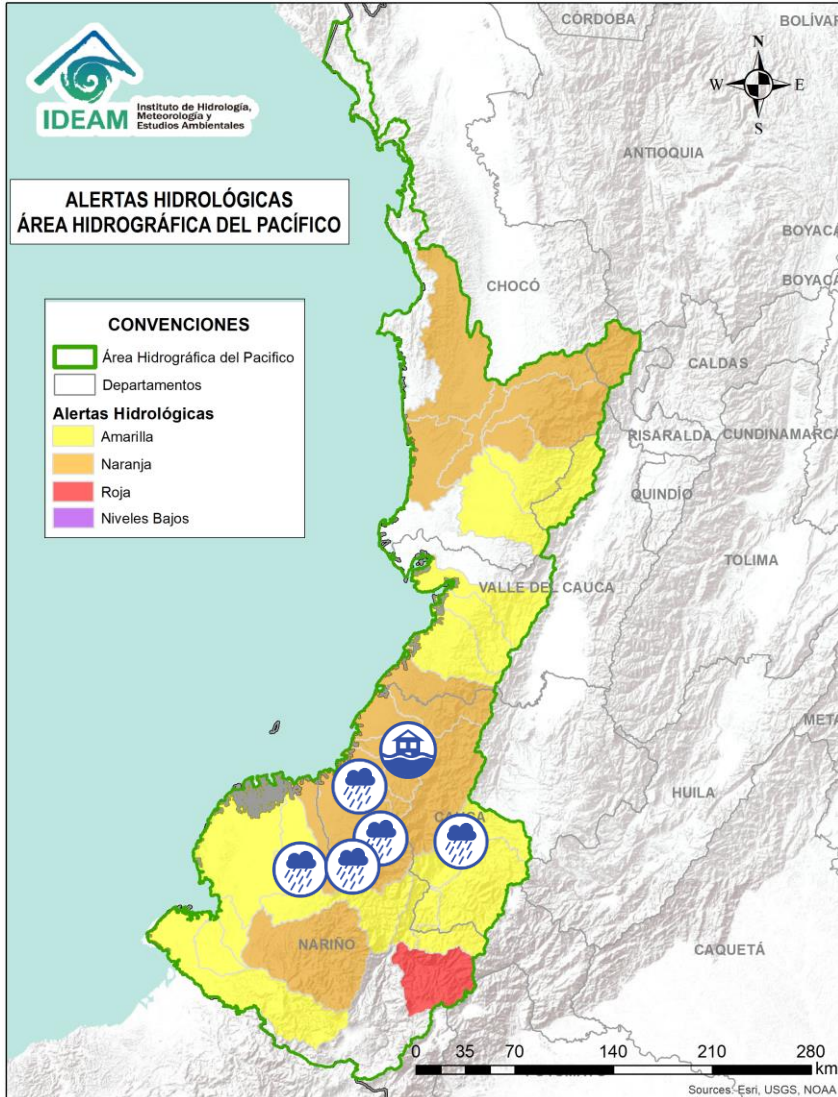 CÓRDOBA
BOLÍVAR
N
W
E
S
IDEAM
Instituto de Hidrología,
Meteorología y
Estudios Ambientales
ANTIOQUIA
ALERTAS HIDROLÓGICAS
ÁREA HIDROGRÁFICA DEL PACÍFICO
BOYACÁ
BOYACÁ
CHOCÓ
CONVENCIONES
Área Hidrográfica del Pacifico
Departamentos
Alertas Hidrológicas
Amarilla
Naranja
Roja
Niveles Bajos
CALDAS
RISARALDA
CUNDINAMARCA
QUINDÍO
TOLIMA
VALLE DEL CAUCA
META
HUILA
CAUCA
NARIÑO
CAQUETÁ
0 35 70 140 210 280
km
Sources: Esri, USGS, NOAA